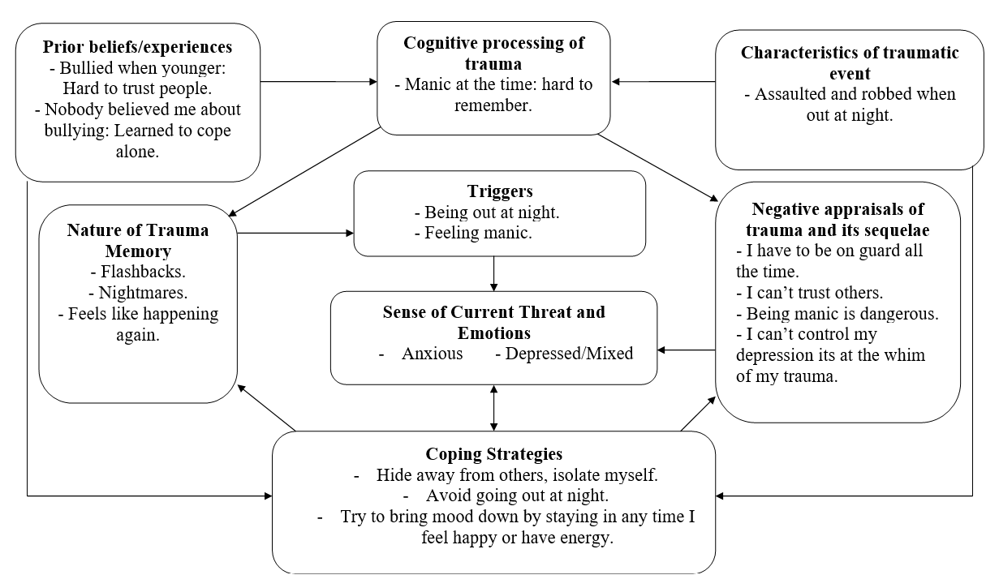 Prior beliefs/experiences
- Bullied when younger:
Hard to trust people.
- Nobody believed me about
bullying: Learned to cope
alone.
Cognitive processing of
trauma
- Manic at the time: hard to
remember.
Characteristics of traumatic
event
- Assaulted and robbed when
out at night.
Triggers
- Being out at night.
- Feeling manic.
Nature of Trauma
Memory
- Flashbacks.
- Nightmares.
- Feels like happening
again.
Negative appraisals of
trauma and its sequelae
- I have to be on guard all
the time.
- I can’t trust others.
- Being manic is dangerous.
- I can’t control my
depression its at the whim
of my trauma.
Sense of Current Threat and
Emotions
- Anxious - Depressed/Mixed
Coping Strategies
- Hide away from others, isolate myself.
- Avoid going out at night.
- Try to bring mood down by staying in any time I
feel happy or have energy.